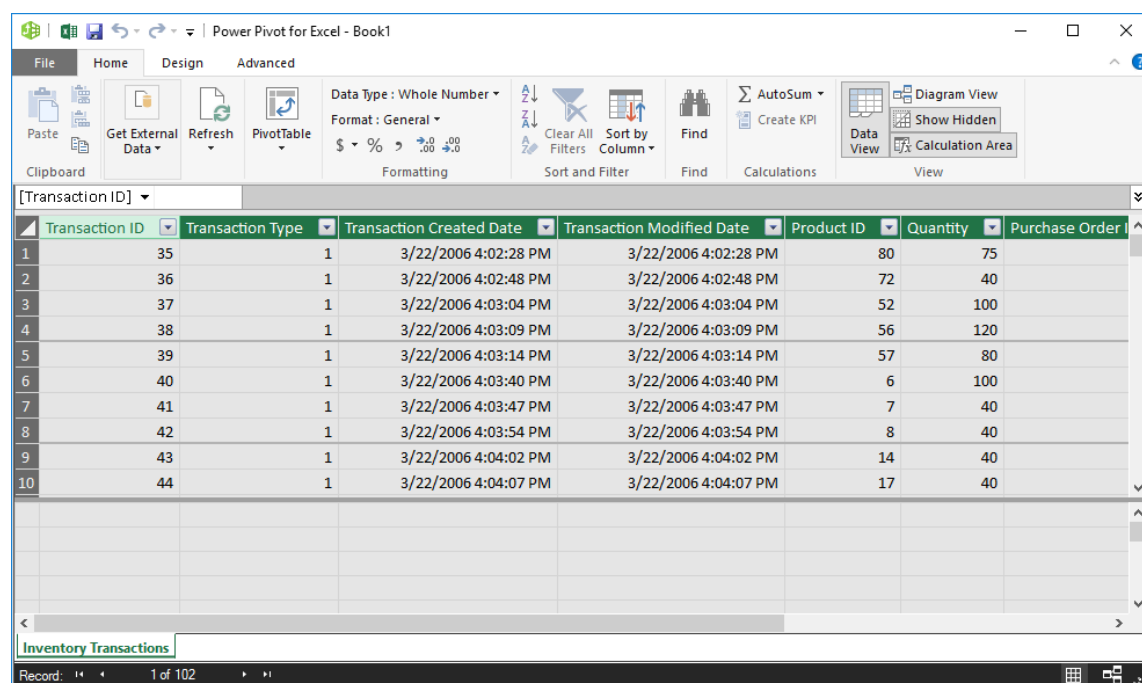 Power Pivot for Excel - Book1
File Home Design Advanced
Paste
Get External Data
Refresh
PivotTable
Data Type : Whole Number
Format : General
$ % ,
Clear All Filters
Sort by Column
Find
AutoSum
Create KPI
Data View
Diagram View
Show Hidden
Calculation Area
Clipboard Formatting Sort and Filter Find Calculations View
[Transaction ID]
Transaction ID Transaction Type Transaction Created Date Transaction Modified Date Product ID Quantity Purchase Order
1 35 1 3/22/2006 4:02:28 PM 3/22/2006 4:02:28 PM 80 75
2 36 1 3/22/2006 4:02:48 PM 3/22/2006 4:02:48 PM 72 40
3 37 1 3/22/2006 4:03:04 PM 3/22/2006 4:03:04 PM 52 100
4 38 1 3/22/2006 4:03:09 PM 3/22/2006 4:03:09 PM 56 120
5 39 1 3/22/2006 4:03:14 PM 3/22/2006 4:03:14 PM 57 80
6 40 1 3/22/2006 4:03:40 PM 3/22/2006 4:03:40 PM 6 100
7 41 1 3/22/2006 4:03:47 PM 3/22/2006 4:03:47 PM 7 40
8 42 1 3/22/2006 4:03:54 PM 3/22/2006 4:03:54 PM 8 40
9 43 1 3/22/2006 4:04:02 PM 3/22/2006 4:04:02 PM 14 40
10 44 1 3/22/2006 4:04:07 PM 3/22/2006 4:04:07 PM 17 40
Inventory Transactions
Record: 1 of 102